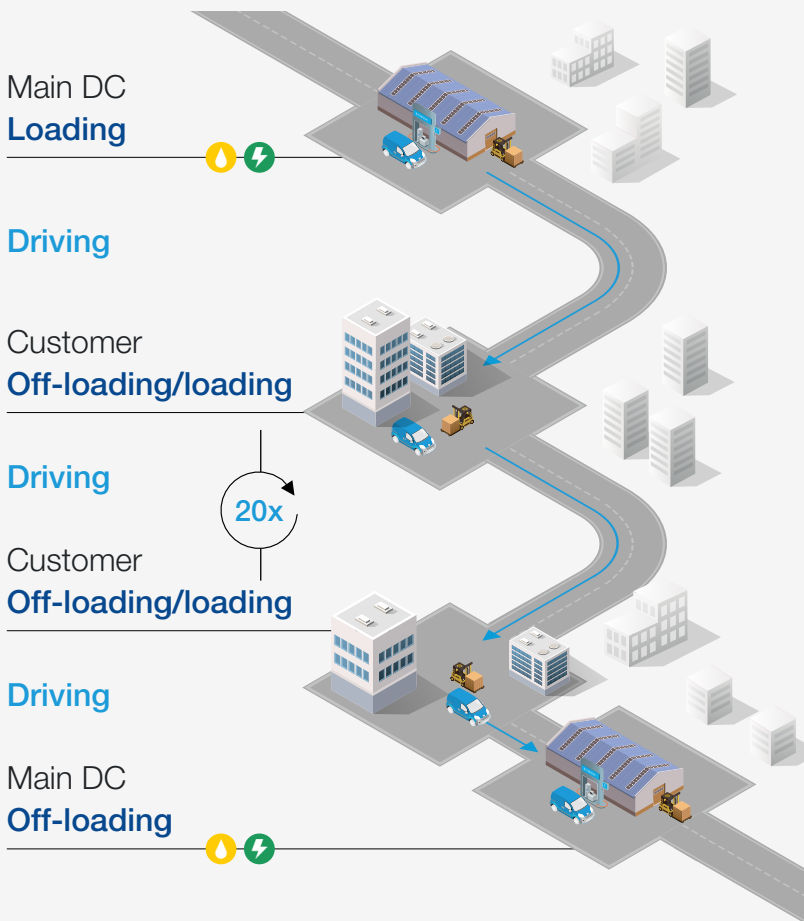 Main DC
Loading
Driving
Customer
Off-loading/loading
Driving
20x
Customer
Off-loading/loading
Driving
Main DC
Off-loading